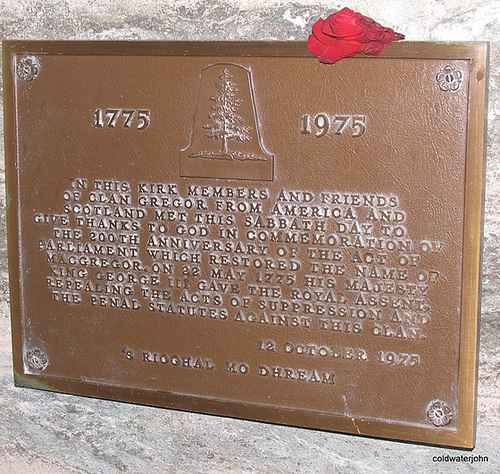 1775 1975
IN THIS KIRK MEMBERS AND FRIENDS
OF CLAN GREGOR FROM AMERICA AND
SCOTLAND MET THIS SABBATH DAY TO
GIVE THANKS TO GOD IN COMMEMORATION OF
THE 200TH ANNIVERSARY OF THE ACT OF
PARLIAMENT WHICH RESTORED THE NAME OF
MACGREGOR. ON 22 MAY 1775 HIS MAJESTY
KING GEORGE III GAVE THE ROYAL ASSENT,
REPEALING THE ACTS OF SUPPRESSION AND
THE PENAL STATUTES AGAINST THIS CLAN.
12 OCTOBER 1975
'S RIOGHAL MO DHREAM
coldwaterjohn